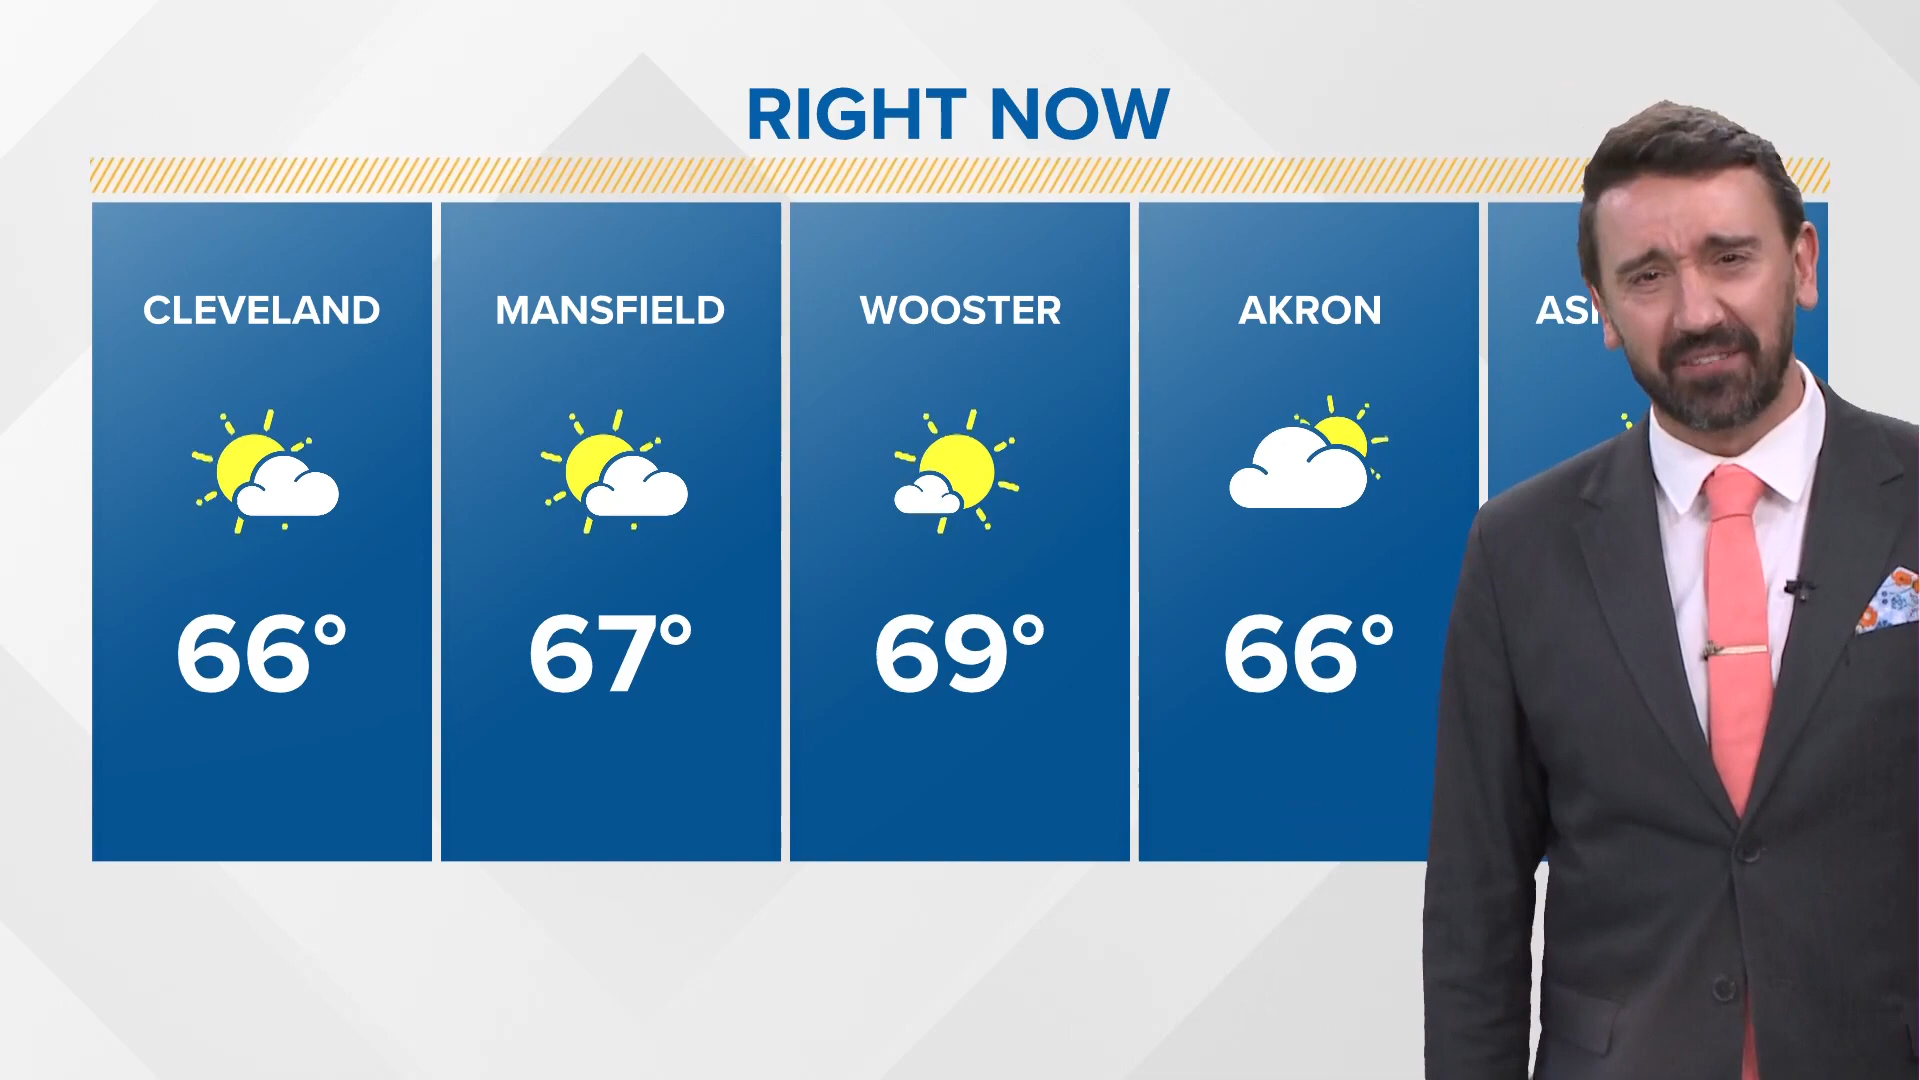 RIGHT NOW
CLEVELAND
MANSFIELD
WOOSTER
AKRON
66°
67°
69°
66°